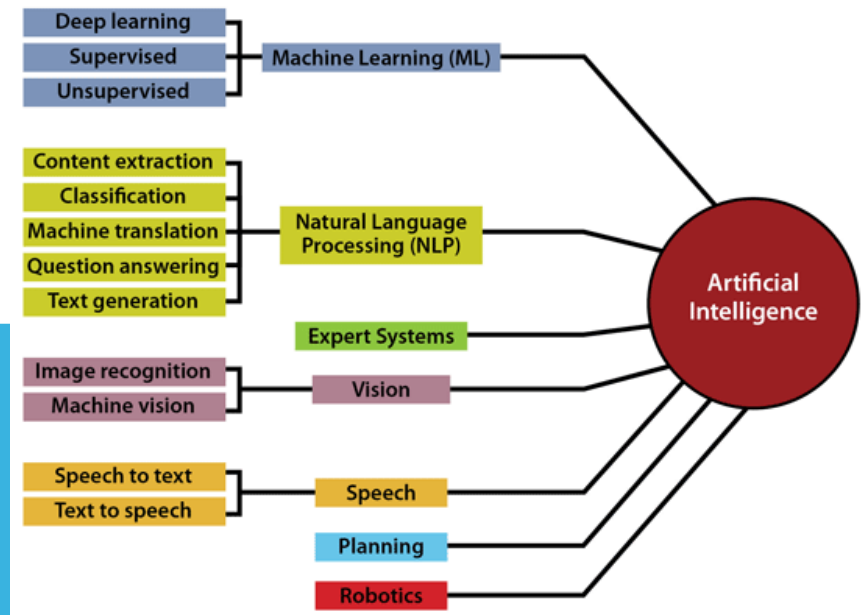 Deep learning
Supervised
Unsupervised
Machine Learning (ML)
Content extraction
Classification
Machine translation
Question answering
Text generation
Natural Language
Processing (NLP)
Expert Systems
Image recognition
Machine vision
Vision
Speech to text
Text to speech
Speech
Planning
Robotics
Artificial
Intelligence